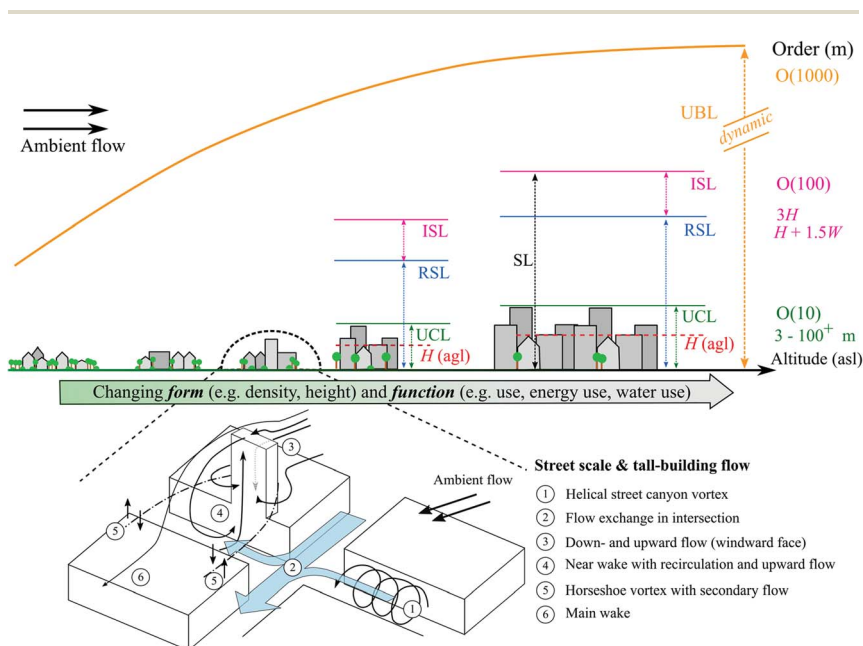 Order (m)
O(1000)
UBL
dynamic
Ambient flow
ISL
O(100)
3H
H + 1.5W
ISL
RSL
SL
RSL
UCL
O(10)
UCL
3 - 100+ m
H (agl)
H (agl)
Altitude (asl)
Changing form (e.g. density, height) and function (e.g. use, energy use, water use)
3
4
5
6
5
2
1
Ambient flow
Street scale & tall-building flow
1 Helical street canyon vortex
2 Flow exchange in intersection
3 Down- and upward flow (windward face)
4 Near wake with recirculation and upward flow
5 Horseshoe vortex with secondary flow
6 Main wake